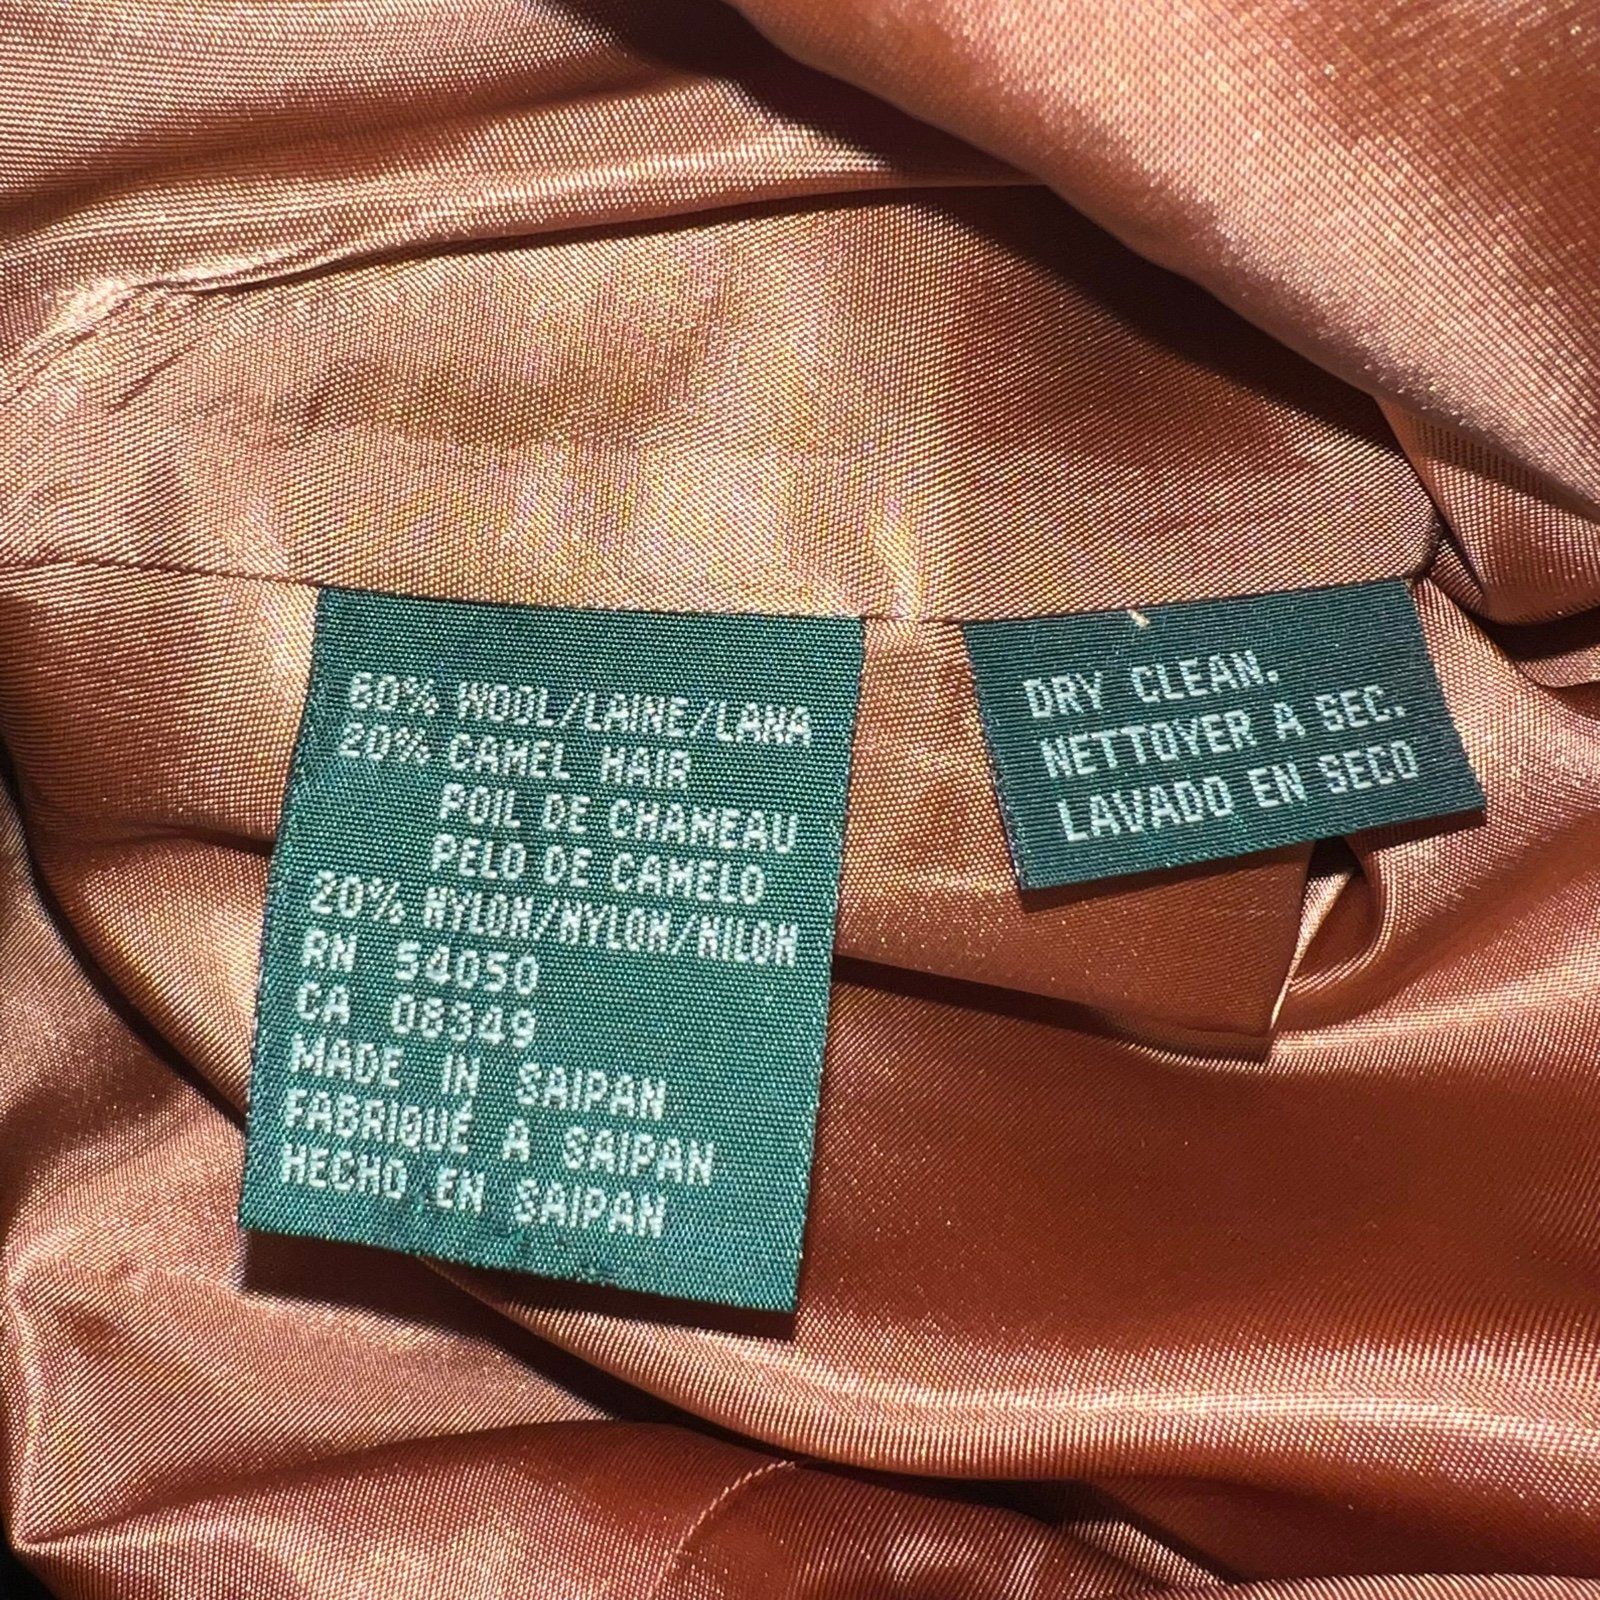 60% WOOL/LAINE/LANA
20% CAMEL HAIR
POIL DE CHAMEAU
PELO DE CAMELO
20% NYLON/NYLON/NILON
RN 54050
CA 08349
MADE IN SAIPAN
FABRIQUÉ A SAIPAN
HECHO EN SAIPAN
DRY CLEAN.
NETTOYER A SEC.
LAVADO EN SECO